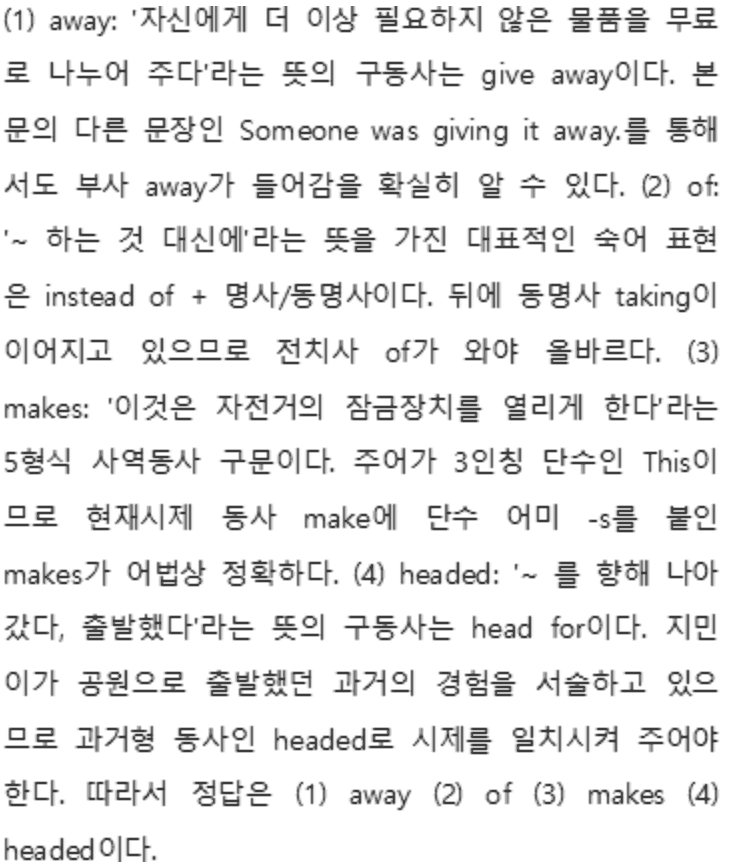 (1) away: '자신에게 더 이상 필요하지 않은 물품을 무료
로 나누어 주다'라는 뜻의 구동사는 give away이다. 본
문의 다른 문장인 Someone was giving it away.를 통해
서도 부사 away가 들어감을 확실히 알 수 있다. (2) of:
'~ 하는 것 대신에'라는 뜻을 가진 대표적인 숙어 표현
은 instead of + 명사/동명사이다. 뒤에 동명사 taking이
이어지고 있으므로 전치사 of가 와야 올바르다. (3)
makes: '이것은 자전거의 잠금장치를 열리게 한다'라는
5형식 사역동사 구문이다. 주어가 3인칭 단수인 This이
므로 현재시제 동사 make에 단수 어미 -s를 붙인
makes가 어법상 정확하다. (4) headed: '~ 를 향해 나아
갔다, 출발했다'라는 뜻의 구동사는 head for이다. 지민
이가 공원으로 출발했던 과거의 경험을 서술하고 있으
므로 과거형 동사인 headed로 시제를 일치시켜 주어야
한다. 따라서 정답은 (1) away (2) of (3) makes (4)
headed이다.